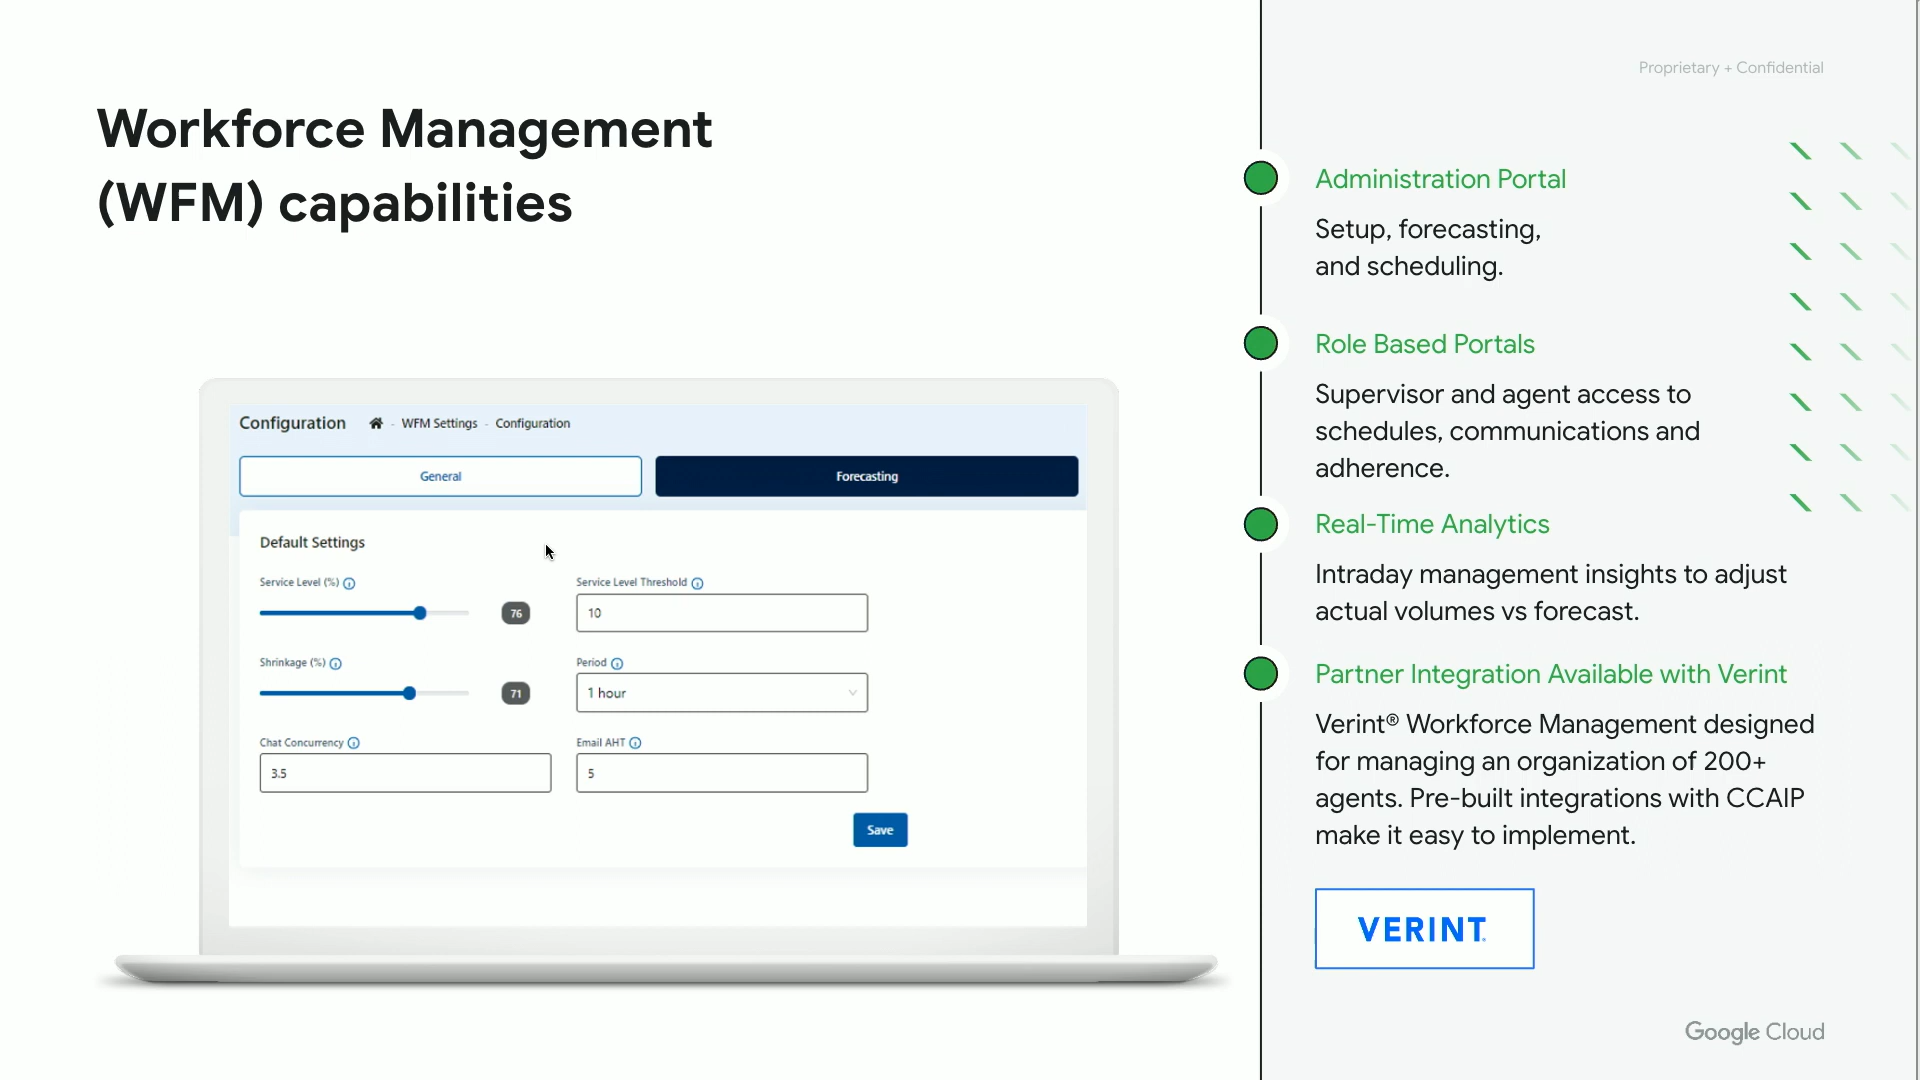 Proprietary + Confidential
Workforce Management
(WFM) capabilities
Configuration
WFM Settings - Configuration
General
Forecasting
Default Settings
Service Level (%)
76
Service Level Threshold
10
Shrinkage (%)
71
Period
1 hour
Chat Concurrency
3.5
Email AHT
5
Save
Administration Portal
Setup, forecasting,
and scheduling.
Role Based Portals
Supervisor and agent access to
schedules, communications and
adherence.
Real-Time Analytics
Intraday management insights to adjust
actual volumes vs forecast.
Partner Integration Available with Verint
Verint® Workforce Management designed
for managing an organization of 200+
agents. Pre-built integrations with CCAIP
make it easy to implement.
VERINT
Google Cloud